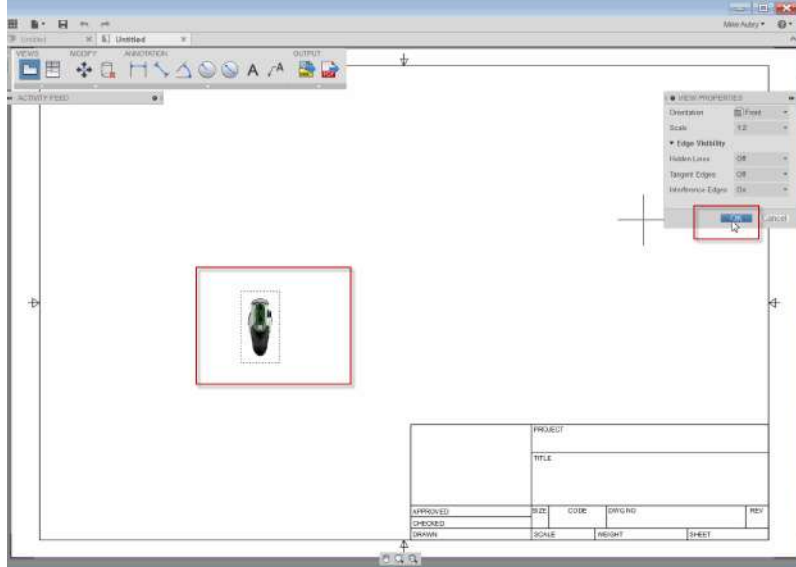 Mike Aubry
Untitled
Untitled
VIEWS
MODIFY
ANNOTATION
OUTPUT
A
A
ACTIVITY FEED
VIEW PROPERTIES
Orientation Front
Scale 1:2
Edge Visibility
Hidden Lines Off
Tangent Edges Off
Interference Edges On
OK Cancel
PROJECT
TITLE
APPROVED
CHECKED
DRAWN
SIZE CODE DWG NO REV
SCALE WEIGHT SHEET